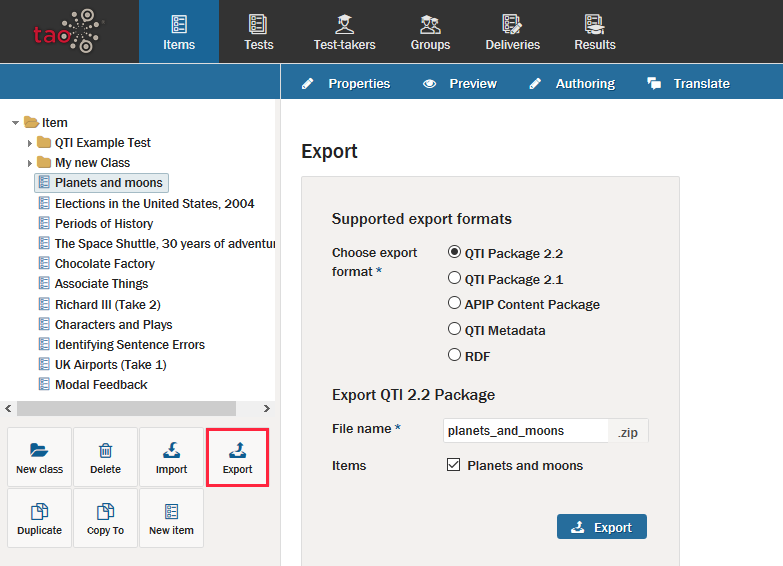 tao
Items
Tests
Test-takers
Groups
Deliveries
Results
Properties
Preview
Authoring
Translate
Item
QTI Example Test
My new Class
Planets and moons
Elections in the United States, 2004
Periods of History
The Space Shuttle, 30 years of adventu
Chocolate Factory
Associate Things
Richard III (Take 2)
Characters and Plays
Identifying Sentence Errors
UK Airports (Take 1)
Modal Feedback
New class
Delete
Import
Export
Duplicate
Copy To
New item
Export
Supported export formats
Choose export
format *
QTI Package 2.2
QTI Package 2.1
APIP Content Package
QTI Metadata
RDF
Export QTI 2.2 Package
File name *
planets_and_moons
.zip
Items
Planets and moons
Export